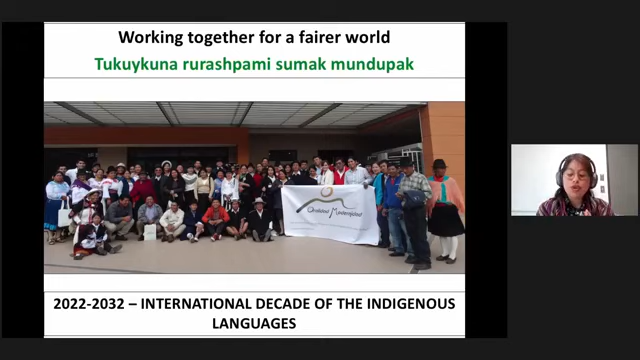 Working together for a fairer world
Tukuykuna rurashpami sumak mundupak
2022-2032 – INTERNATIONAL DECADE OF THE INDIGENOUS
LANGUAGES